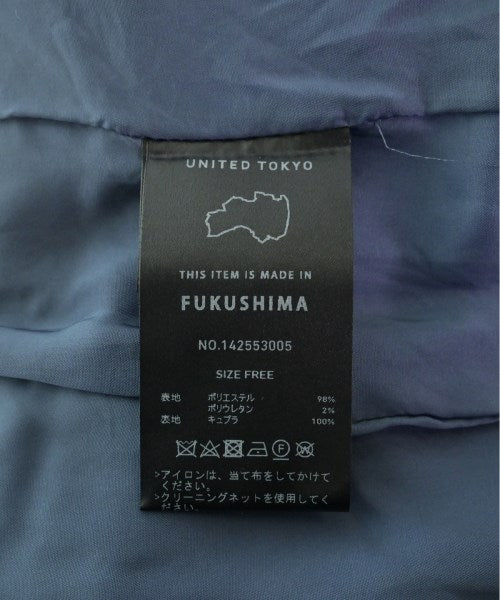 UNITED TOKYO
THIS ITEM IS MADE IN
FUKUSHIMA
NO.142553005
SIZE FREE
表地 ポリエステル 98%
ポリウレタン 2%
裏地 キュプラ 100%
>アイロンは、当て布をしてかけて
ください。
>クリーニングネットを使用してく
ださい。